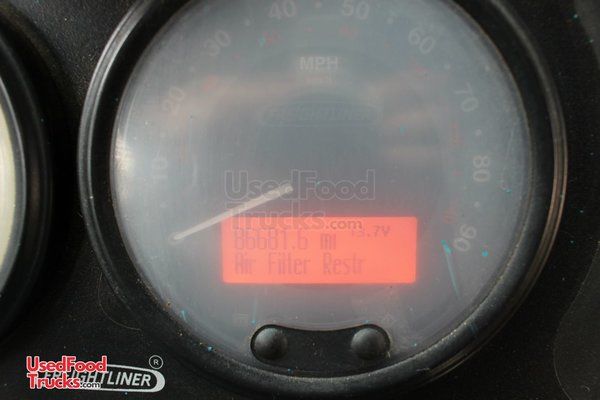 40
50
30
60
MPH
20
70
FREIGHTLINER
10
80
UsedFood
Trucks.com
86681.6 mi 13.7V
90
Air Filter Restr
UsedFood
Trucks.com
FREIGHTLINER ®